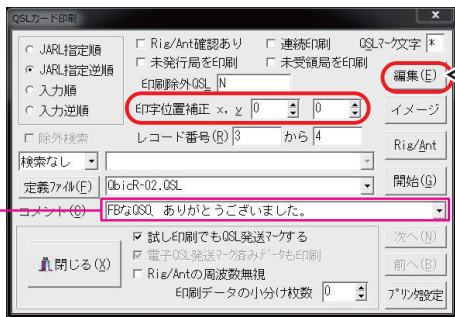 QSLカード印刷
JARL指定順
JARL指定逆順
入力順
入力逆順
Rig/Ant確認あり
連続印刷
QSLマーク文字 *
未発行局を印刷
未受領局を印刷
印刷除外QSL N
印字位置補正 x, y 0 0
除外検索
レコード番号(R) 3 から 4
検索なし
定義ファイル(F) QbicR-02.QSL
コメント(C) FBなQSO、ありがとうございました。
閉じる(X)
試し印刷でもQSL発送マークする
電子QSL発送マーク済みデータも印刷
Rig/Antの周波数無視
印刷データの小分け枚数 0
編集(E)
イメージ
Rig/Ant
開始(G)
次へ(N)
前へ(B)
プリンタ設定